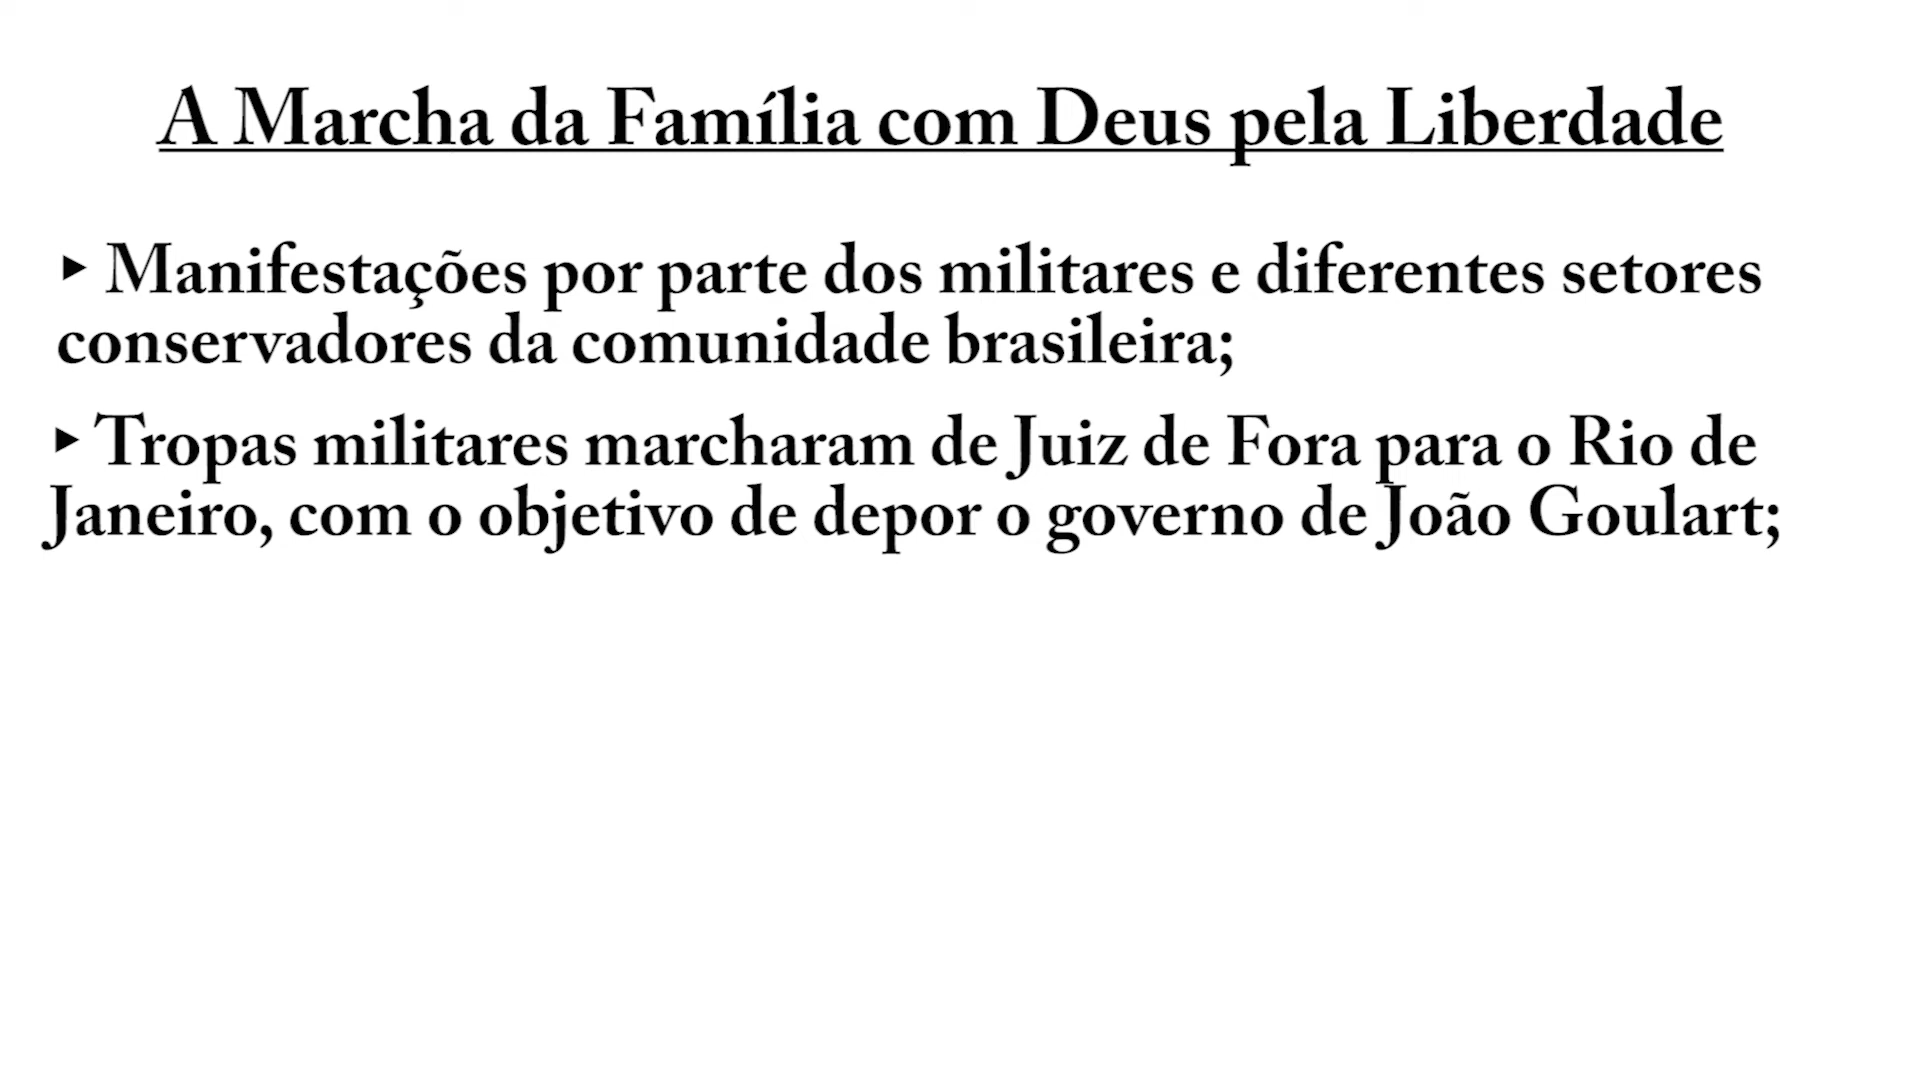 A Marcha da Família com Deus pela Liberdade
‣ Manifestações por parte dos militares e diferentes setores
conservadores da comunidade brasileira;
‣ Tropas militares marcharam de Juiz de Fora para o Rio de
Janeiro, com o objetivo de depor o governo de João Goulart;